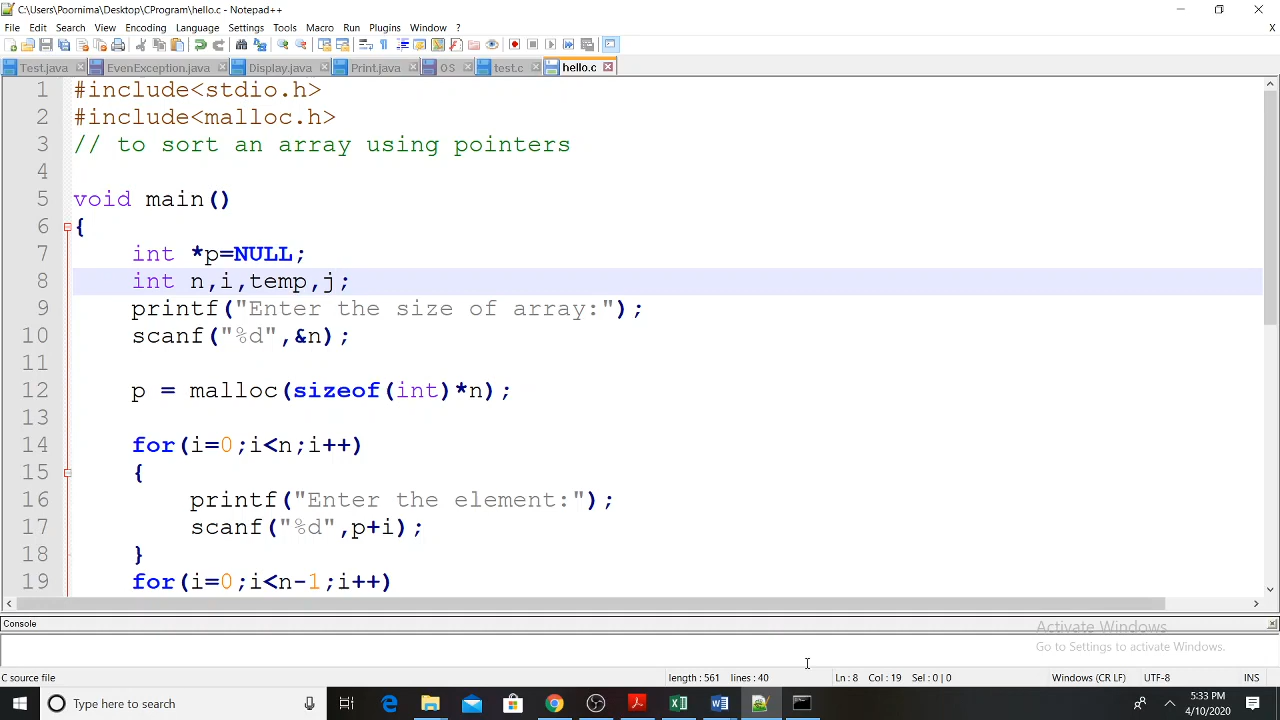 C:\Users\Poornima\Desktop\CProgram\hello.c - Notepad++
File Edit Search View Encoding Language Settings Tools Macro Run Plugins Window ? X
Test.java EvenException.java Display.java Print.java OS test.c hello.c
1 #include<stdio.h>
2 #include<malloc.h>
3 // to sort an array using pointers
4
5 void main()
6 {
7 int *p=NULL;
8 int n,i,temp,j;
9 printf("Enter the size of array:");
10 scanf("%d",&n);
11
12 p = malloc(sizeof(int)*n);
13
14 for(i=0;i<n;i++)
15 {
16 printf("Enter the element:");
17 scanf("%d",p+i);
18 }
19 for(i=0;i<n-1;i++)
Console
Activate Windows
Go to Settings to activate Windows.
C source file length : 561 lines : 40 Ln : 8 Col : 19 Sel : 0 | 0 Windows (CR LF) UTF-8 INS
Type here to search
5:33 PM
4/10/2020